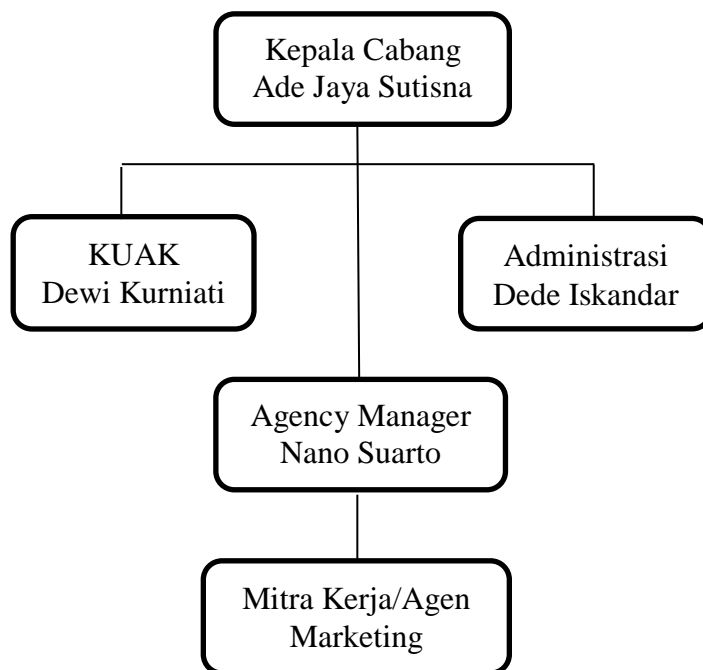 Kepala Cabang
Ade Jaya Sutisna
KUAK
Dewi Kurniati
Administrasi
Dede Iskandar
Agency Manager
Nano Suarto
Mitra Kerja/Agen
Marketing